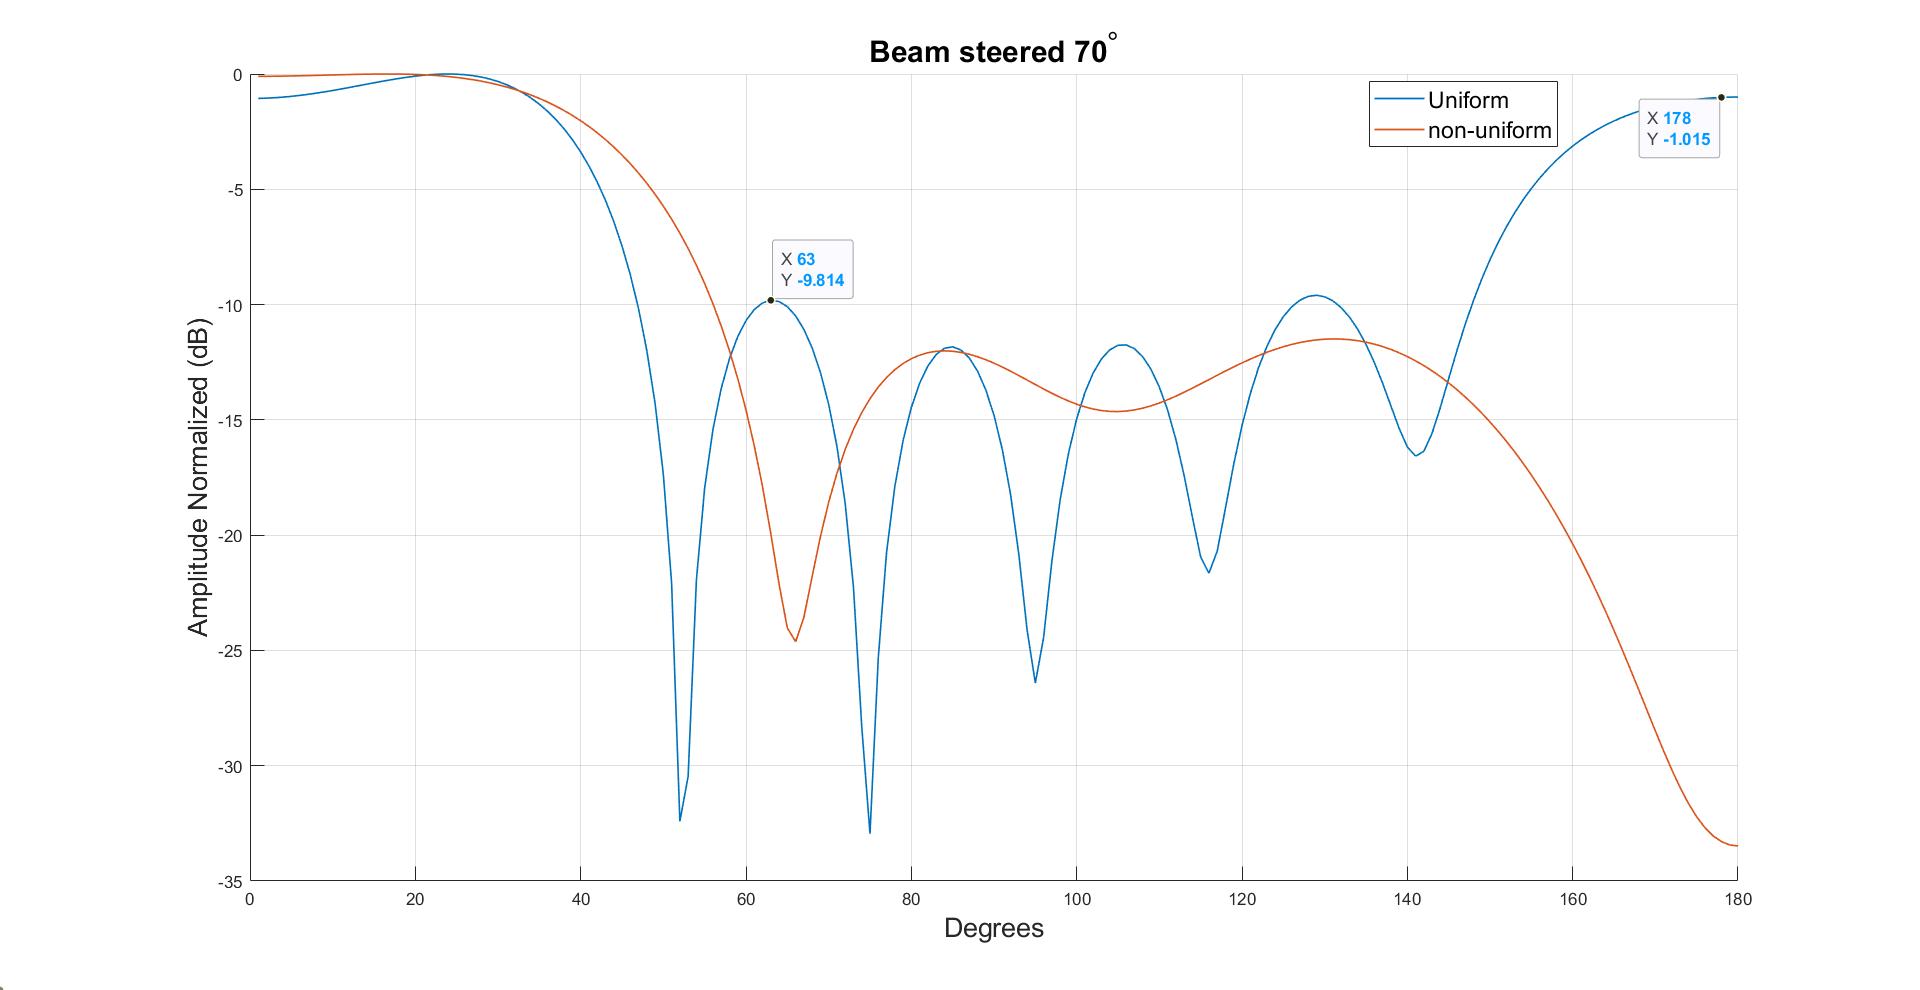 Beam steered 70°
Amplitude Normalized (dB)
0
-5
-10
-15
-20
-25
-30
-35
Uniform
non-uniform
X 178
Y -1.015
X 63
Y -9.814
0 20 40 60 80 100 120 140 160 180
Degrees